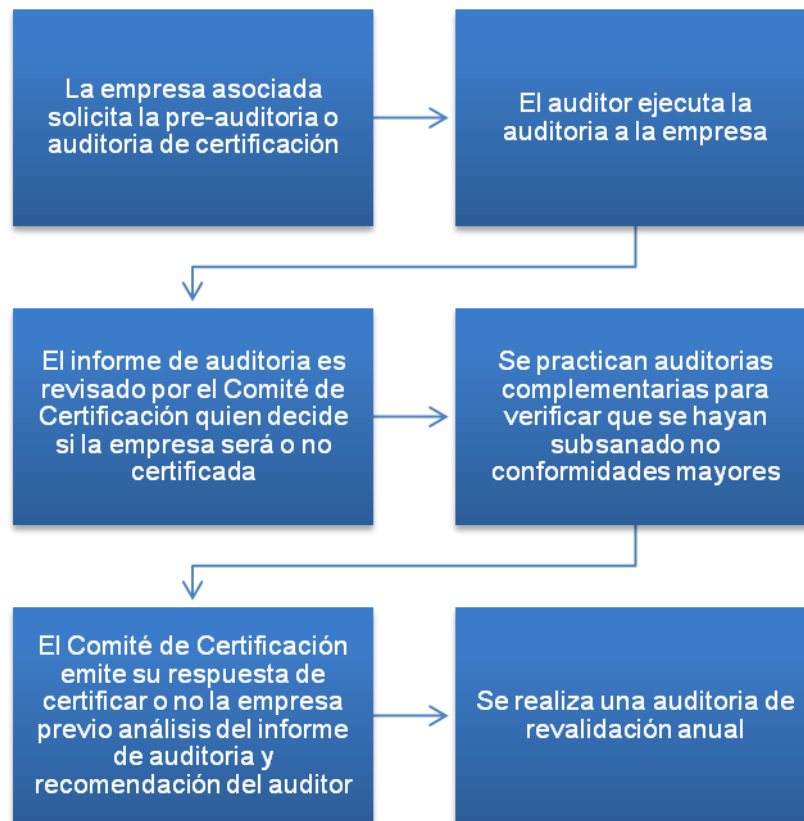 La empresa asociada
solicita la pre-auditoria o
auditoria de certificación
El auditor ejecuta la
auditoria a la empresa
El informe de auditoria es
revisado por el Comité de
Certificación quien decide
si la empresa será o no
certificada
Se practican auditorias
complementarias para
verificar que se hayan
subsanado no
conformidades mayores
El Comité de Certificación
emite su respuesta de
certificar o no la empresa
previo análisis del informe
de auditoria y
recomendación del auditor
Se realiza una auditoria de
revalidación anual